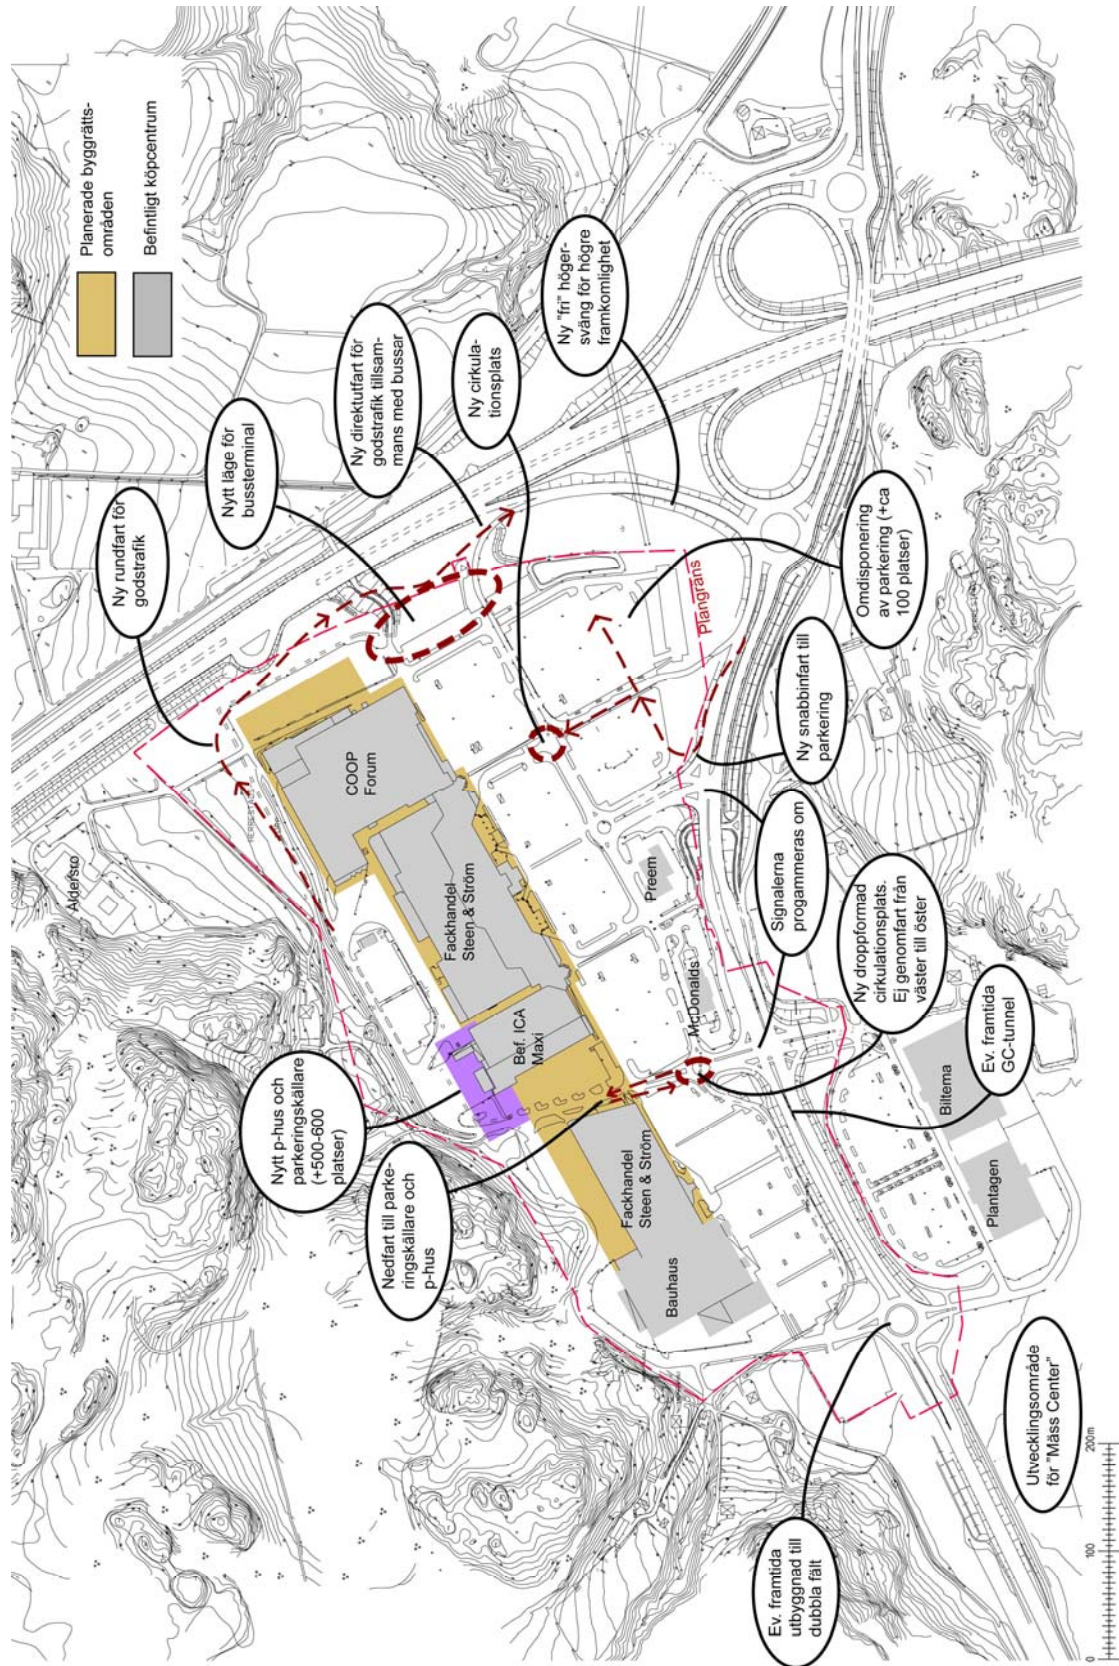 Planerade byggrätts-
områden
Befintligt köpcentrum
Ny rundfart för
godstrafik
Nytt läge för
bussterminal
Ny direktutfart för
godstrafik tillsam-
mans med bussar
Ny cirkula-
tionsplats
Ny "fri" höger-
sväng för högre
framkomlighet
Omdisponering
av parkering (+ca
100 platser)
Ny snabbinfart till
parkering
Signalerna
progammeras om
Ny droppformad
cirkulationsplats.
Ej genomfart från
väster till öster
Ev. framtida
GC-tunnel
Utvecklingsområde
för "Mäss Center"
Ev. framtida
utbyggnad till
dubbla fält
Nedfart till parke-
ringskällare och
p-hus
Nytt p-hus och
parkeringskällare
(+500-600
platser)
Åldersro
COOP
Forum
Fackhandel
Steen & Ström
Bef. ICA
Maxi
Fackhandel
Steen & Ström
Bauhaus
Preem
McDonalds
Biltema
Plantagen
Plangräns
0
100
200m